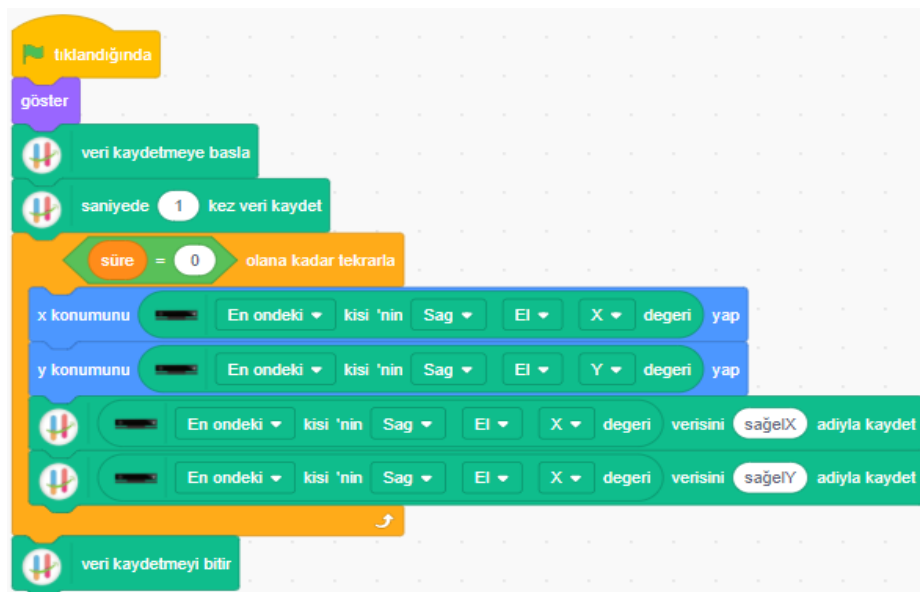 tıklandığında
göster
veri kaydetmeye basla
saniyede 1 kez veri kaydet
süre = 0 olana kadar tekrarla
x konumunu En ondeki kisi 'nin Sag El X degeri yap
y konumunu En ondeki kisi 'nin Sag El Y degeri yap
En ondeki kisi 'nin Sag El X degeri verisini sağelX adiyla kaydet
En ondeki kisi 'nin Sag El X degeri verisini sağelY adiyla kaydet
veri kaydetmeyi bitir